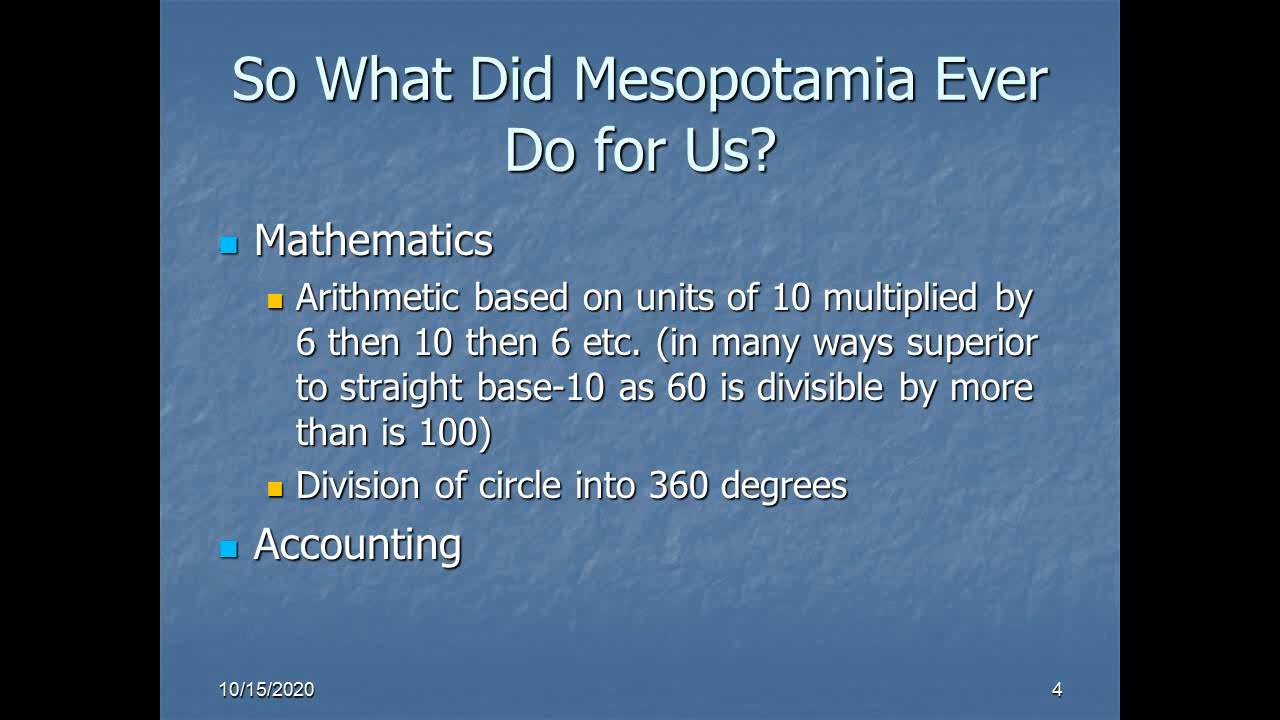 So What Did Mesopotamia Ever
Do for Us?
Mathematics
Arithmetic based on units of 10 multiplied by
6 then 10 then 6 etc. (in many ways superior
to straight base-10 as 60 is divisible by more
than is 100)
Division of circle into 360 degrees
Accounting
10/15/2020
4